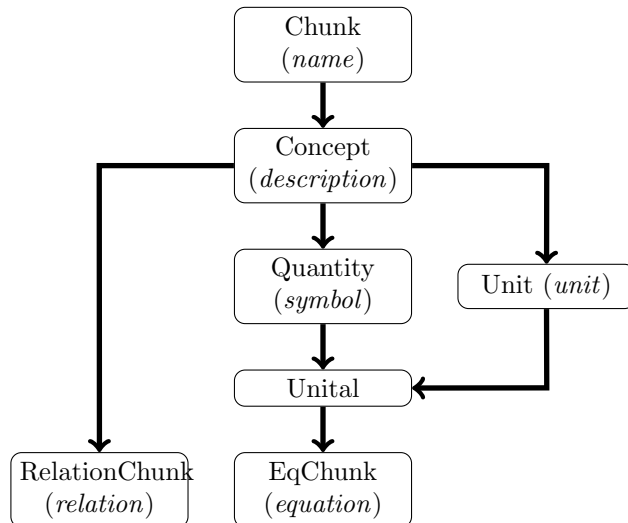 Chunk
(name)
Concept
(description)
Quantity
(symbol)
Unit (unit)
Unital
RelationChunk
(relation)
EqChunk
(equation)